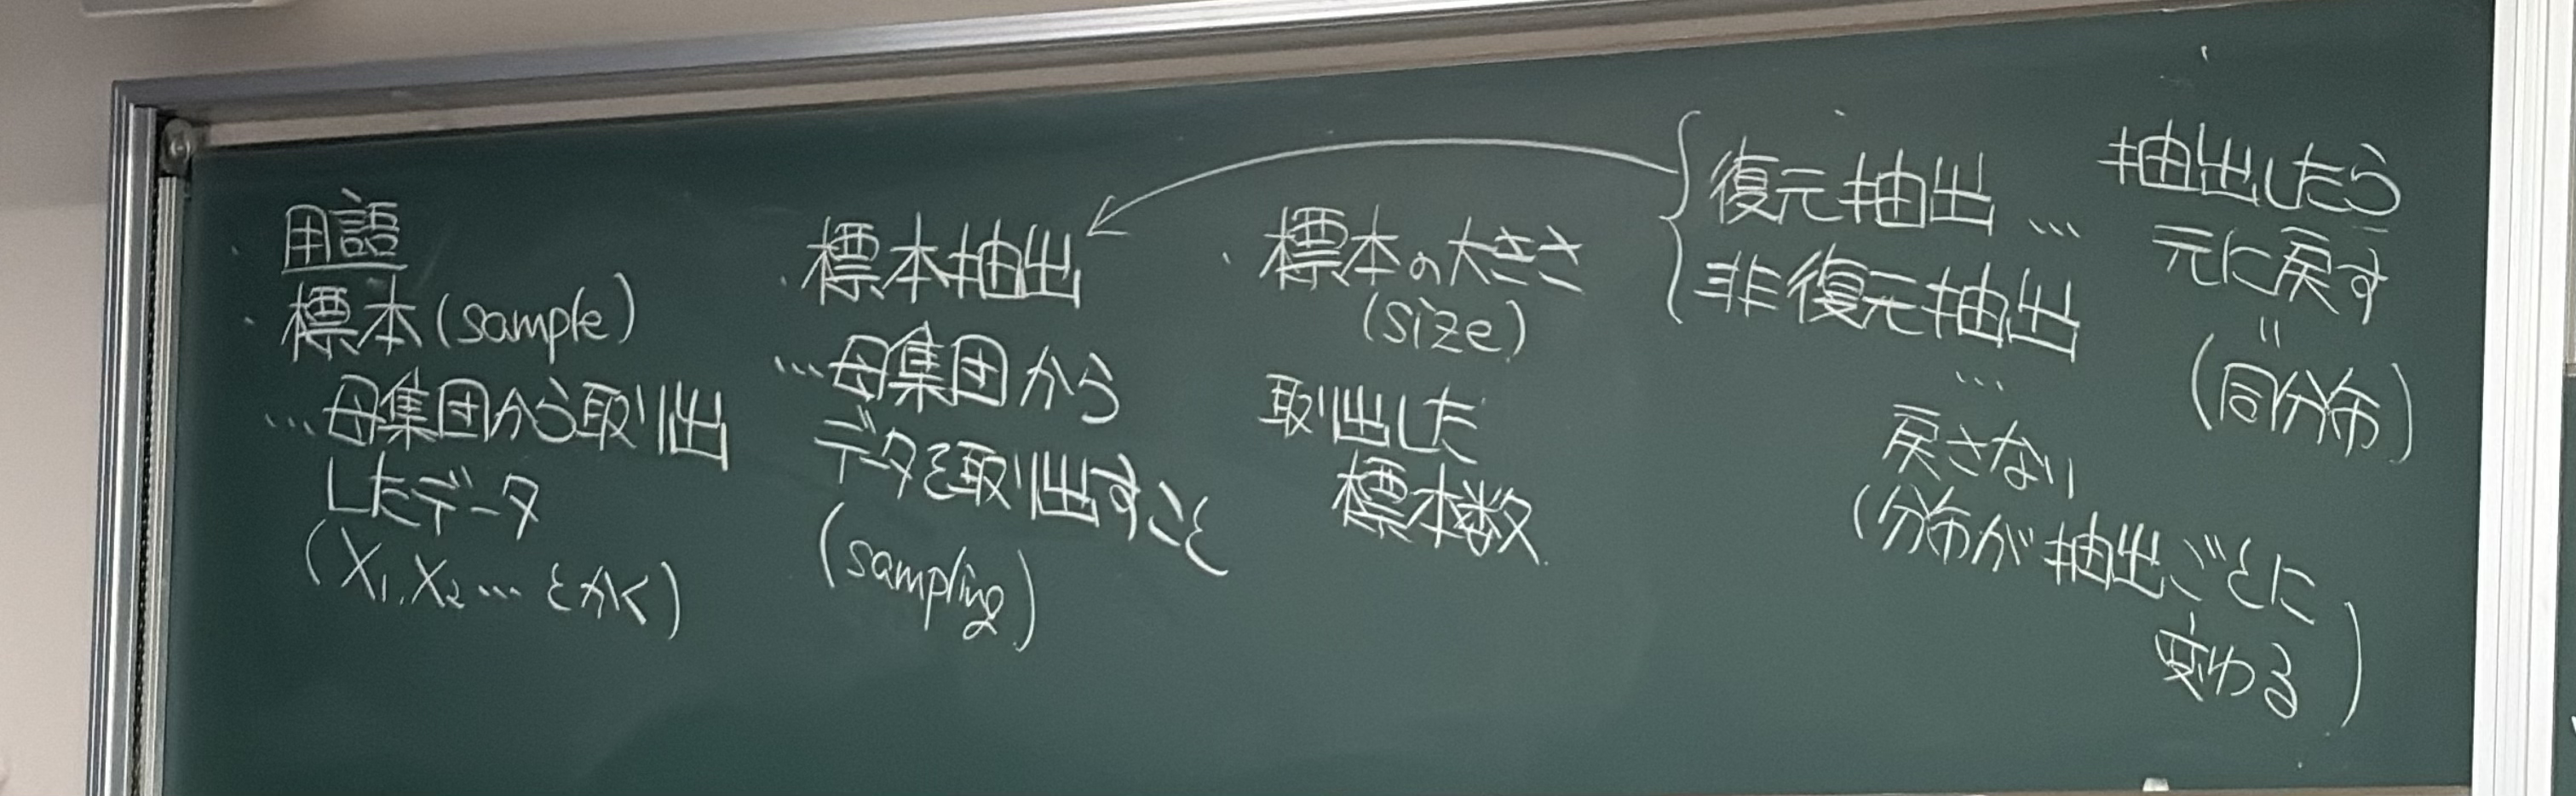 用語
・標本(sample)
…母集団から取り出
したデータ
(X₁, X₂ … とかく)
・標本抽出
…母集団から
データを取り出すこと
(sampling)
・標本の大きさ
(size)
取り出した
標本数
復元抽出 … 抽出したら
元に戻す
〃
(同分布)
非復元抽出
…
戻さない
(分布が抽出ごとに
変わる)